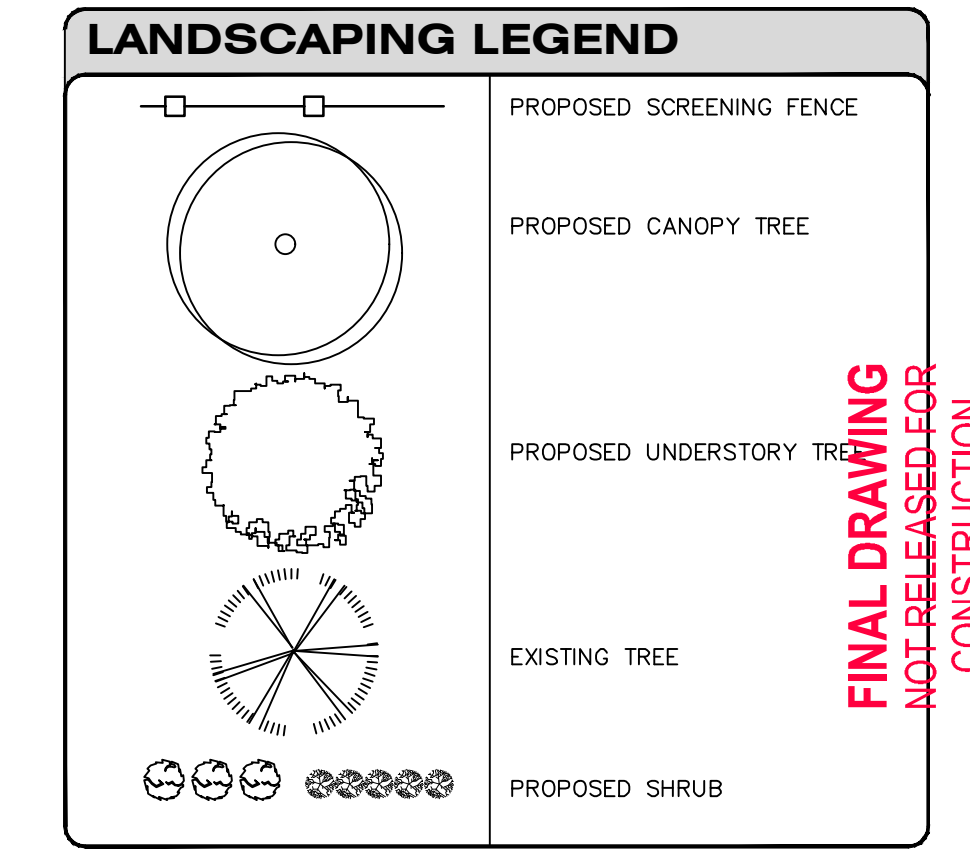 LANDSCAPING LEGEND
PROPOSED SCREENING FENCE
PROPOSED CANOPY TREE
PROPOSED UNDERSTORY TREE
EXISTING TREE
PROPOSED SHRUB
FINAL DRAWING
NOT RELEASED FOR
CONSTRUCTION